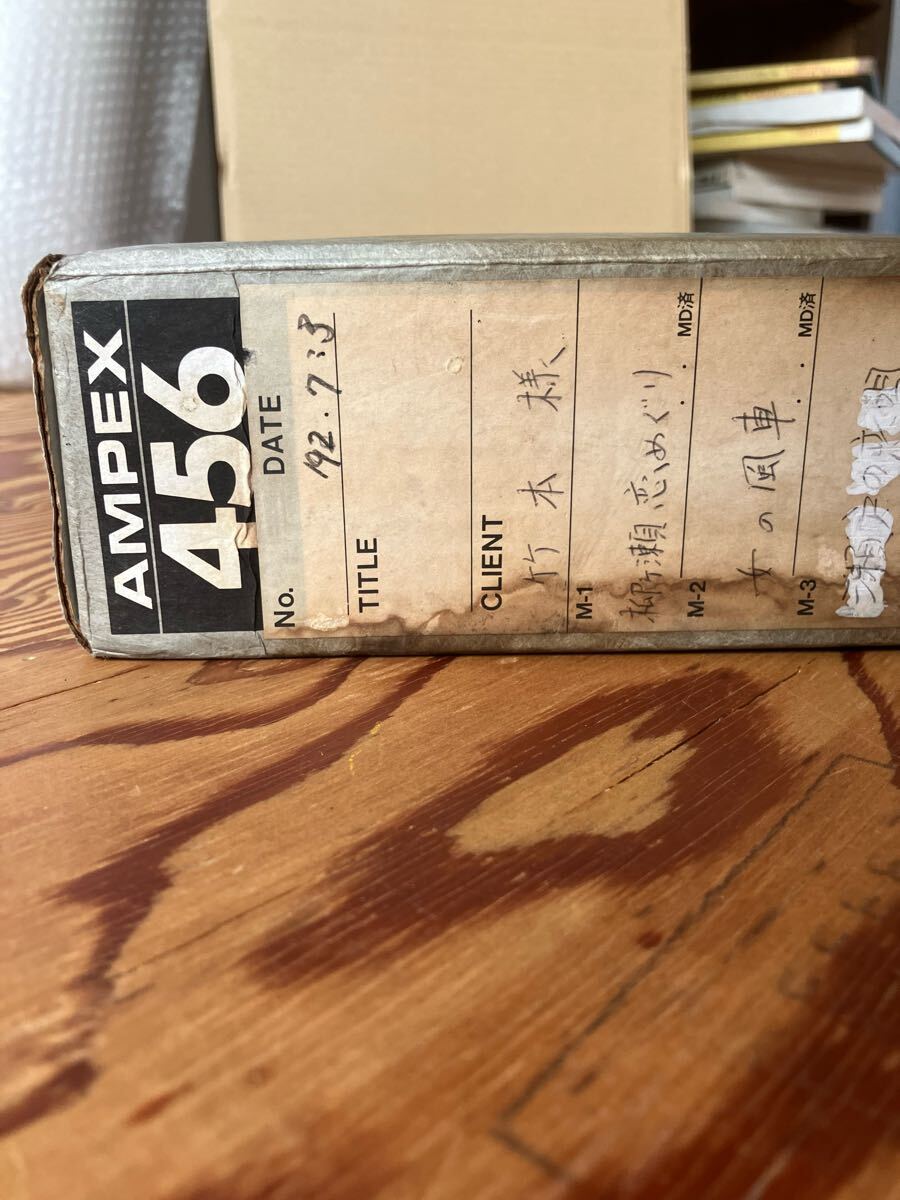 AMPEX
456
No.
DATE '92.7:3
TITLE
CLIENT 竹本様
M-1 柳ヶ瀬恋めぐり . MD済
M-2 女の風車 . MD済
M-3